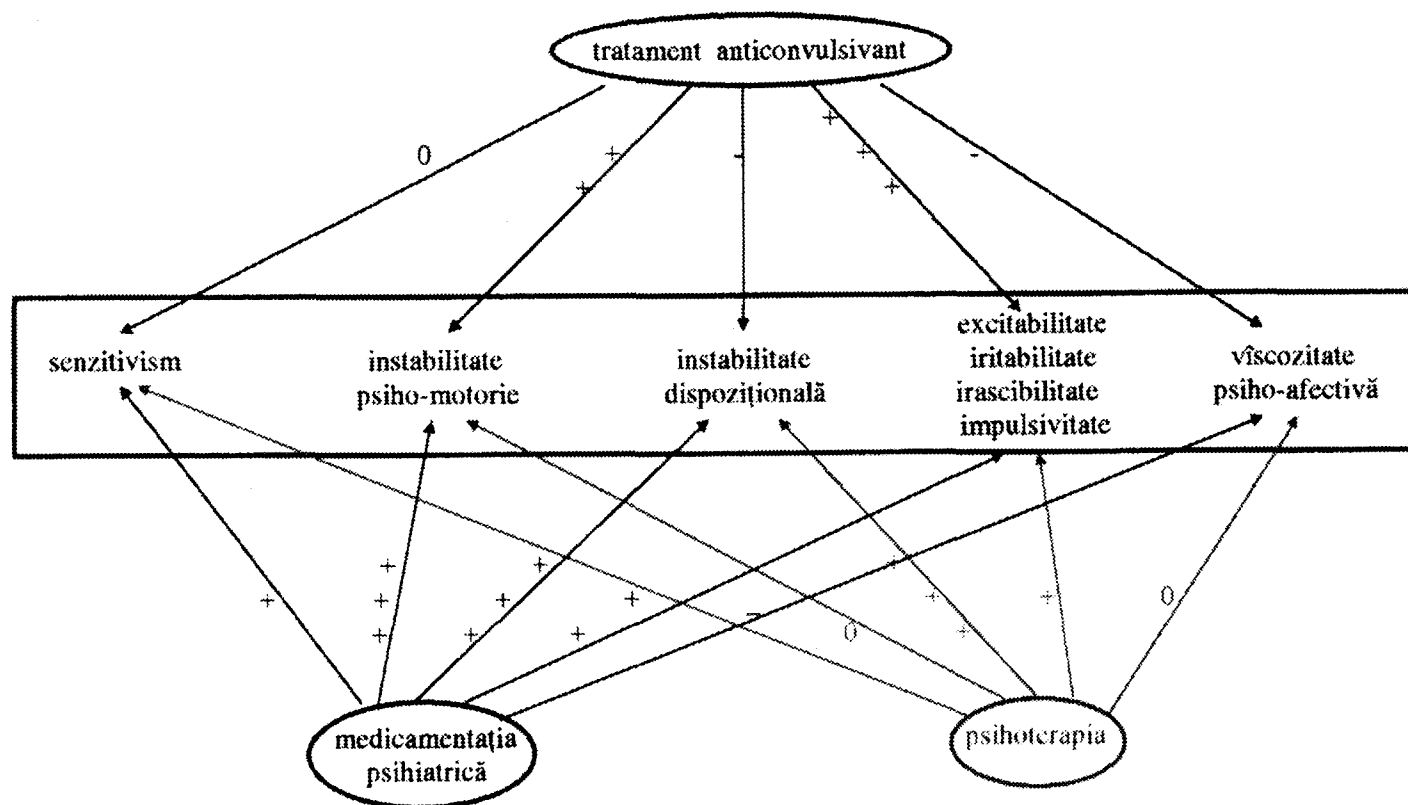 tratament anticonvulsivant
0
+
+
-
+
+
+
-
senzitivism
instabilitate
psiho-motorie
instabilitate
dispozițională
excitabilitate
iritabilitate
irascibilitate
impulsivitate
vîscozitate
psiho-afectivă
+
+
+
+
+
+
+
+
+
-
0
+
+
+
+
0
medicamentația
psihiatrică
psihoterapia